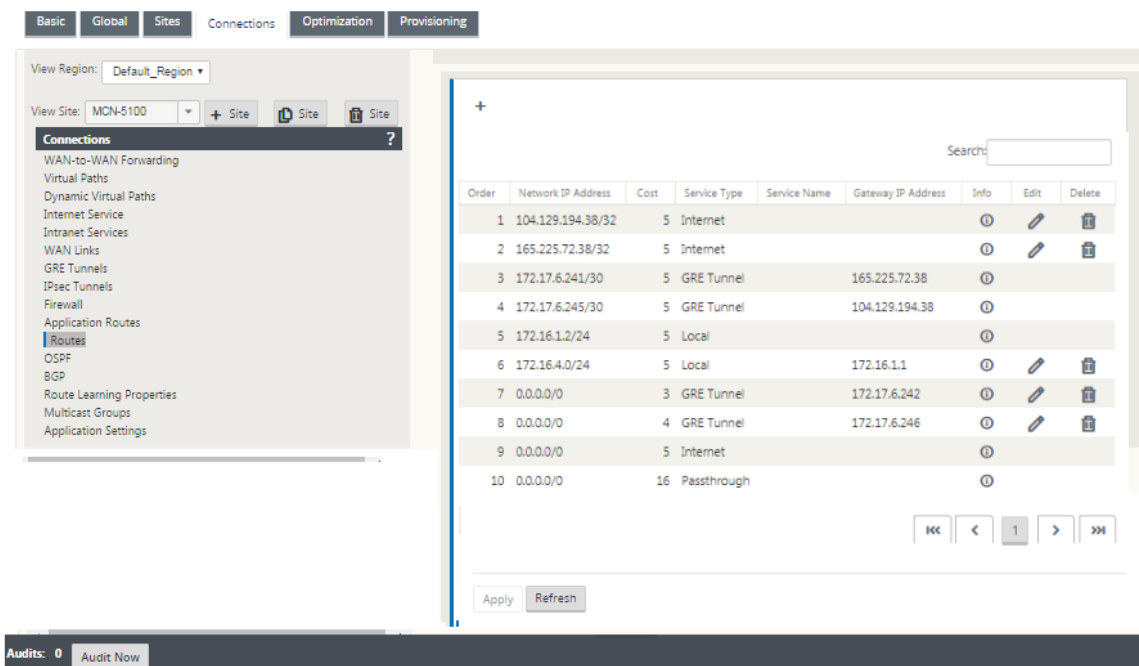 Basic Global Sites Connections Optimization Provisioning
View Region: Default_Region
View Site: MCN-5100 + Site Site Site
Connections ?
WAN-to-WAN Forwarding
Virtual Paths
Dynamic Virtual Paths
Internet Service
Intranet Services
WAN Links
GRE Tunnels
IPsec Tunnels
Firewall
Application Routes
Routes
OSPF
BGP
Route Learning Properties
Multicast Groups
Application Settings
+
Search:
Order Network IP Address Cost Service Type Service Name Gateway IP Address Info Edit Delete
1 104.129.194.38/32 5 Internet
2 165.225.72.38/32 5 Internet
3 172.17.6.241/30 5 GRE Tunnel 165.225.72.38
4 172.17.6.245/30 5 GRE Tunnel 104.129.194.38
5 172.16.1.2/24 5 Local
6 172.16.4.0/24 5 Local 172.16.1.1
7 0.0.0.0/0 3 GRE Tunnel 172.17.6.242
8 0.0.0.0/0 4 GRE Tunnel 172.17.6.246
9 0.0.0.0/0 5 Internet
10 0.0.0.0/0 16 Passthrough
1
Apply Refresh
Audits: 0 Audit Now